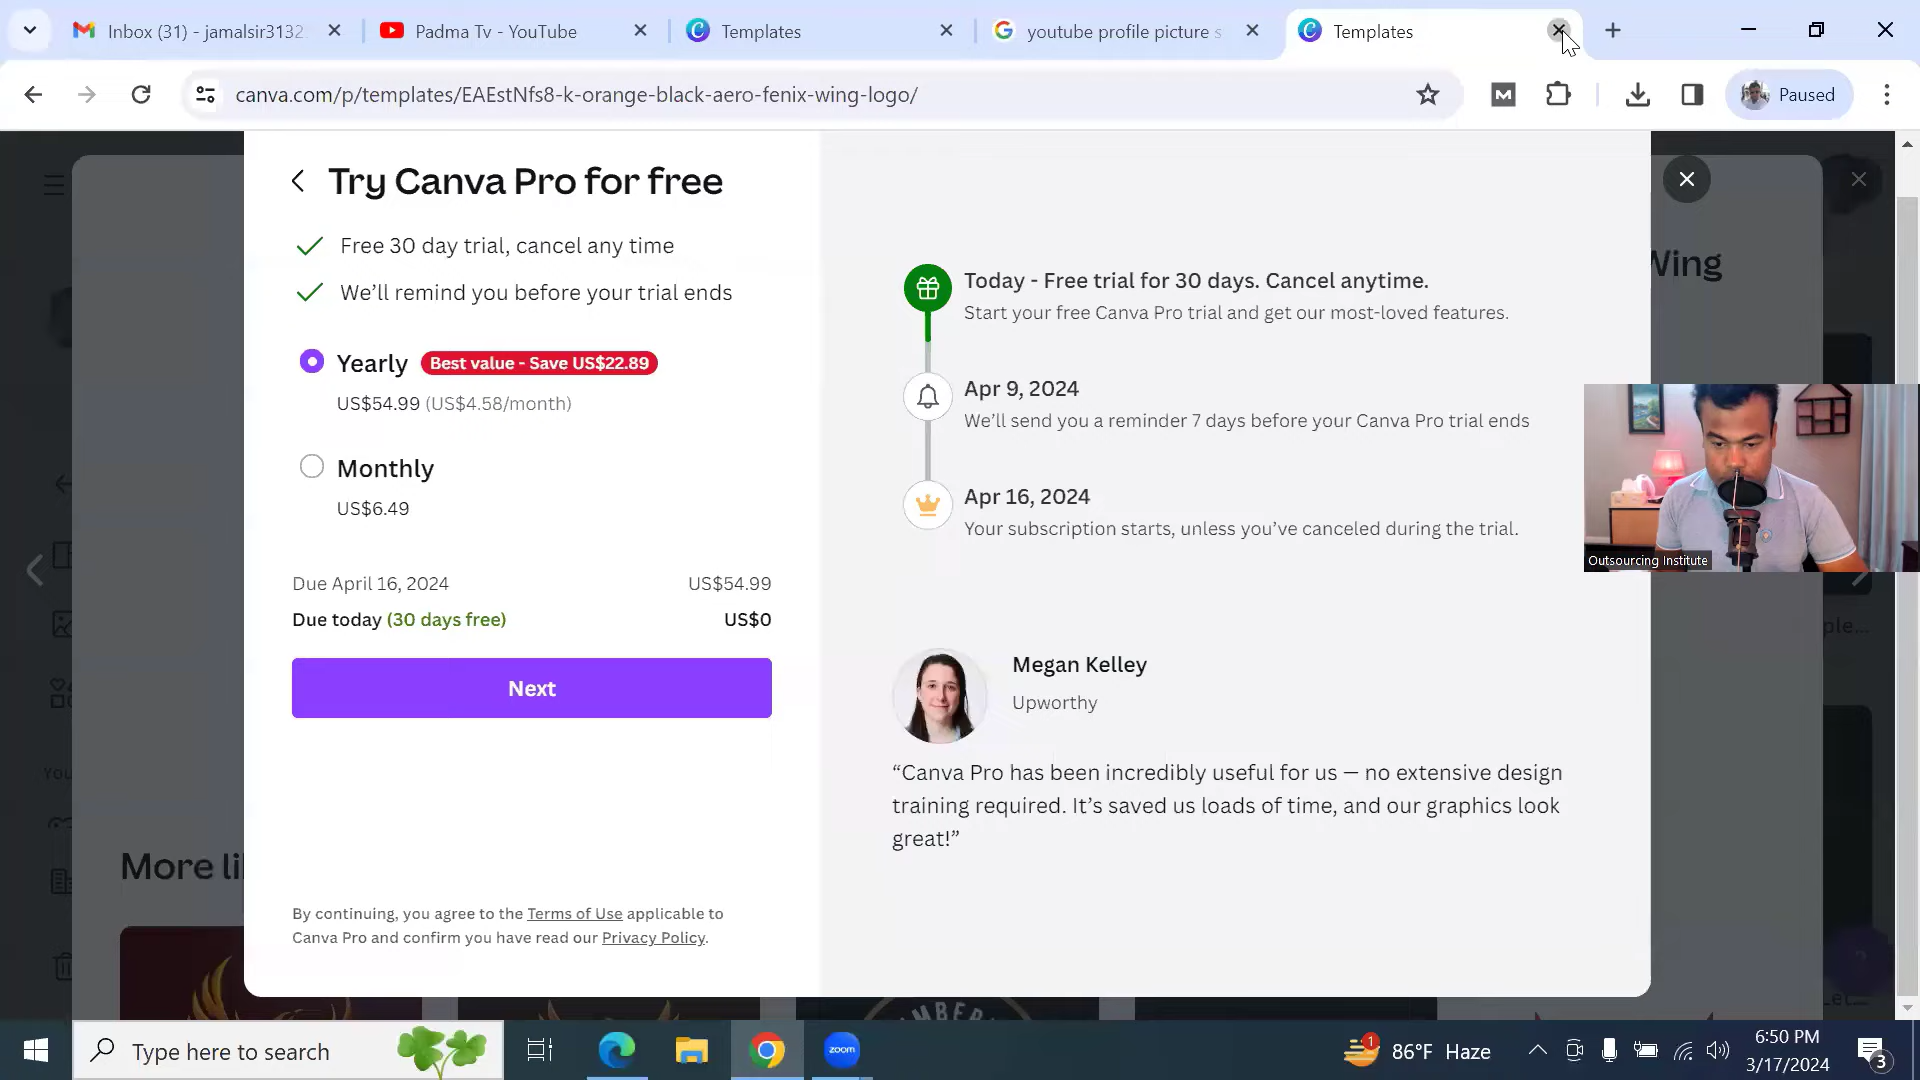 Inbox (31) - jamalsir3132
Padma Tv - YouTube
Templates
youtube profile picture s
Templates
canva.com/p/templates/EAEstNfs8-k-orange-black-aero-fenix-wing-logo/
M
Paused
Try Canva Pro for free
Free 30 day trial, cancel any time
We’ll remind you before your trial ends
Yearly
Best value - Save US$22.89
US$54.99 (US$4.58/month)
Monthly
US$6.49
Due April 16, 2024
US$54.99
Due today (30 days free)
US$0
Next
By continuing, you agree to the Terms of Use applicable to
Canva Pro and confirm you have read our Privacy Policy.
Today - Free trial for 30 days. Cancel anytime.
Start your free Canva Pro trial and get our most-loved features.
Apr 9, 2024
We’ll send you a reminder 7 days before your Canva Pro trial ends
Apr 16, 2024
Your subscription starts, unless you’ve canceled during the trial.
Megan Kelley
Upworthy
“Canva Pro has been incredibly useful for us — no extensive design
training required. It’s saved us loads of time, and our graphics look
great!”
Wing
Outsourcing Institute
More li
Type here to search
zoom
1
86°F Haze
6:50 PM
3/17/2024
3